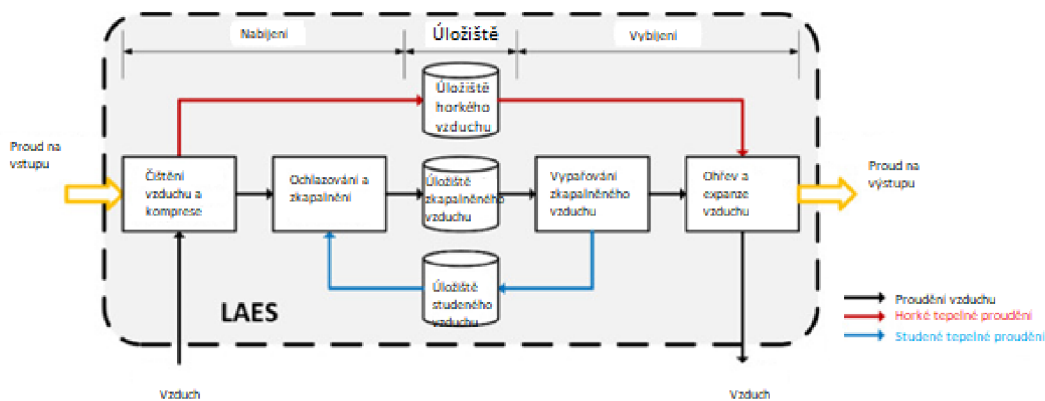 Nabíjení
Úložiště
Vybíjení
Úložiště
horkého
vzduchu
Proud na
vstupu
Čištění
vzduchu a
komprese
Ochlazování a
zkapalnění
Úložiště
zkapalněného
vzduchu
Vypařování
zkapalněného
vzduchu
Ohřev a
expanze
vzduchu
Proud na
výstupu
Úložiště
studeného
vzduchu
LAES
Proudění vzduchu
Horké tepelné proudění
Studené tepelné proudění
Vzduch
Vzduch